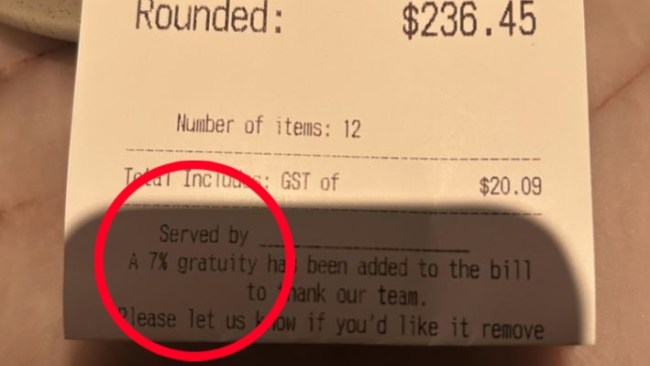 Rounded: $236.45
Number of items: 12
Total Includes: GST of $20.09
Served by
A 7% gratuity has been added to the bill
to thank our team.
Please let us know if you'd like it remove